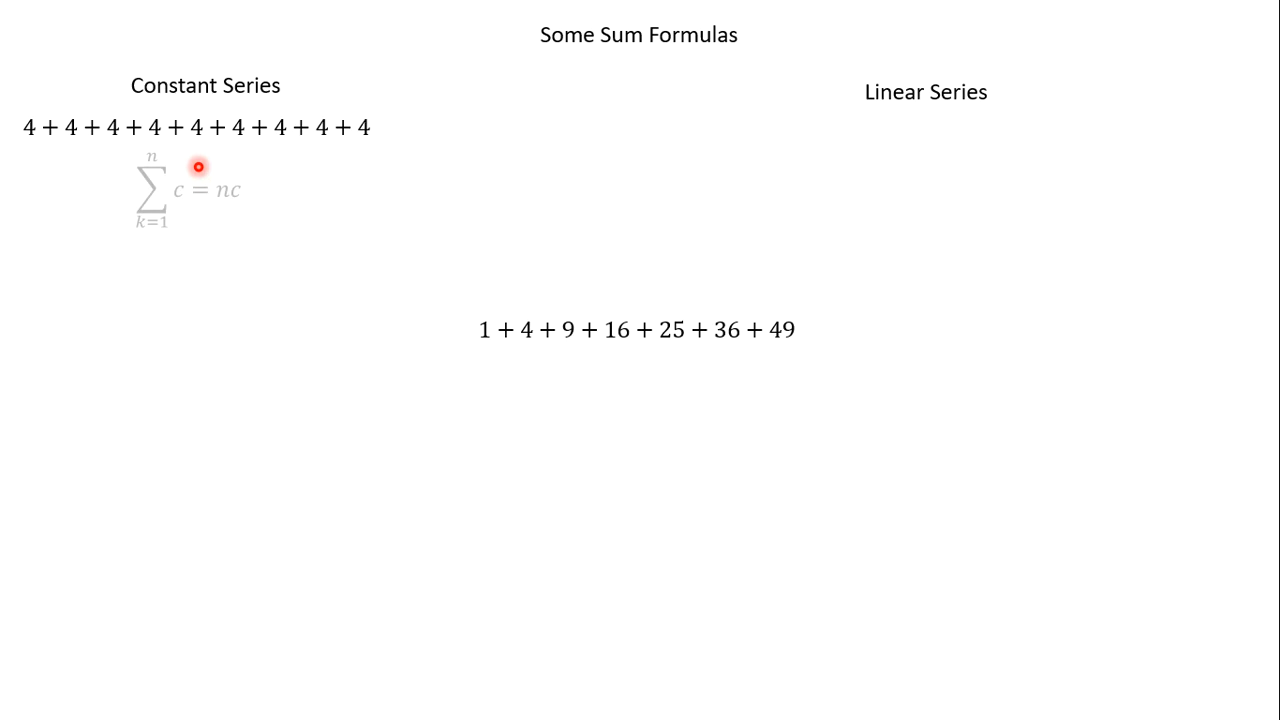 Some Sum Formulas
Constant Series
Linear Series
4 + 4 + 4 + 4 + 4 + 4 + 4 + 4 + 4
n
∑ c = nc
k=1
1 + 4 + 9 + 16 + 25 + 36 + 49